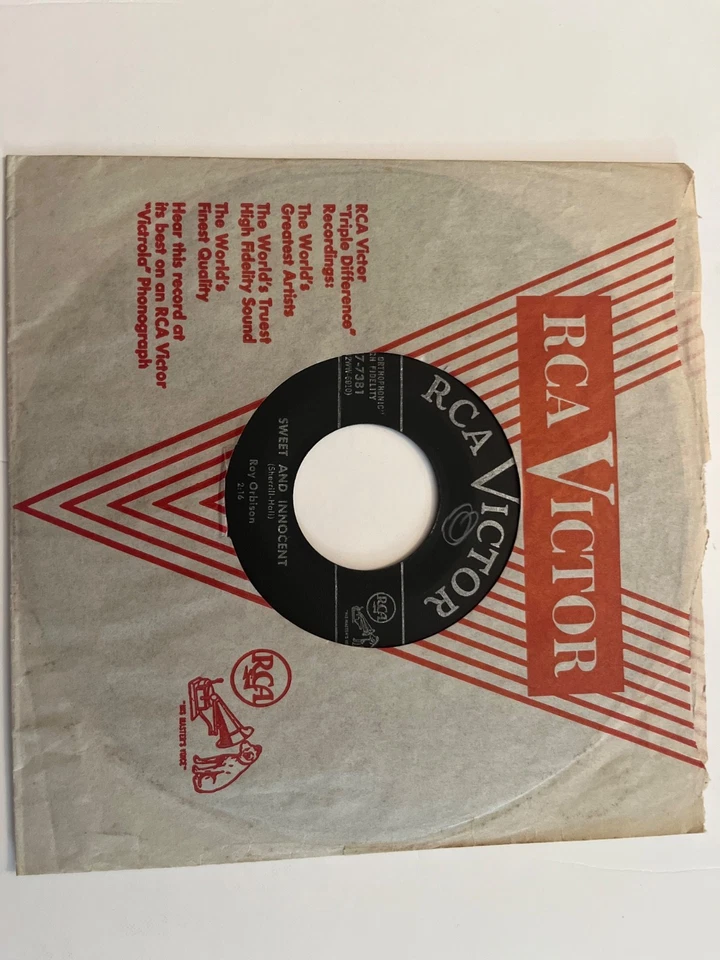 RCA VICTOR
RCA Victor
"Triple Difference"
Recordings:
The World's
Greatest Artists
The World's Truest
High Fidelity Sound
The World's
Finest Quality
Hear this record at
its best on an RCA Victor
"Victrola" Phonograph
RCA VICTOR
ORTHOPHONIC"
FIDELITY
7-7381
RCA
SWEET AND INNOCENT
(Sherrill-Hall)
Roy Orbison
2:16
RCA
"HIS MASTER'S VOICE"